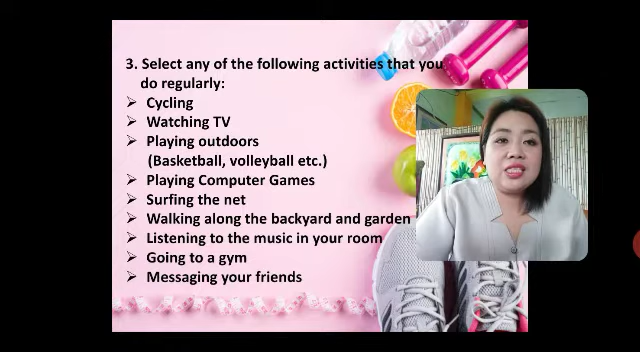 3. Select any of the following activities that you
do regularly:
➢ Cycling
➢ Watching TV
➢ Playing outdoors
(Basketball, volleyball etc.)
➢ Playing Computer Games
➢ Surfing the net
➢ Walking along the backyard and garden
➢ Listening to the music in your room
➢ Going to a gym
➢ Messaging your friends